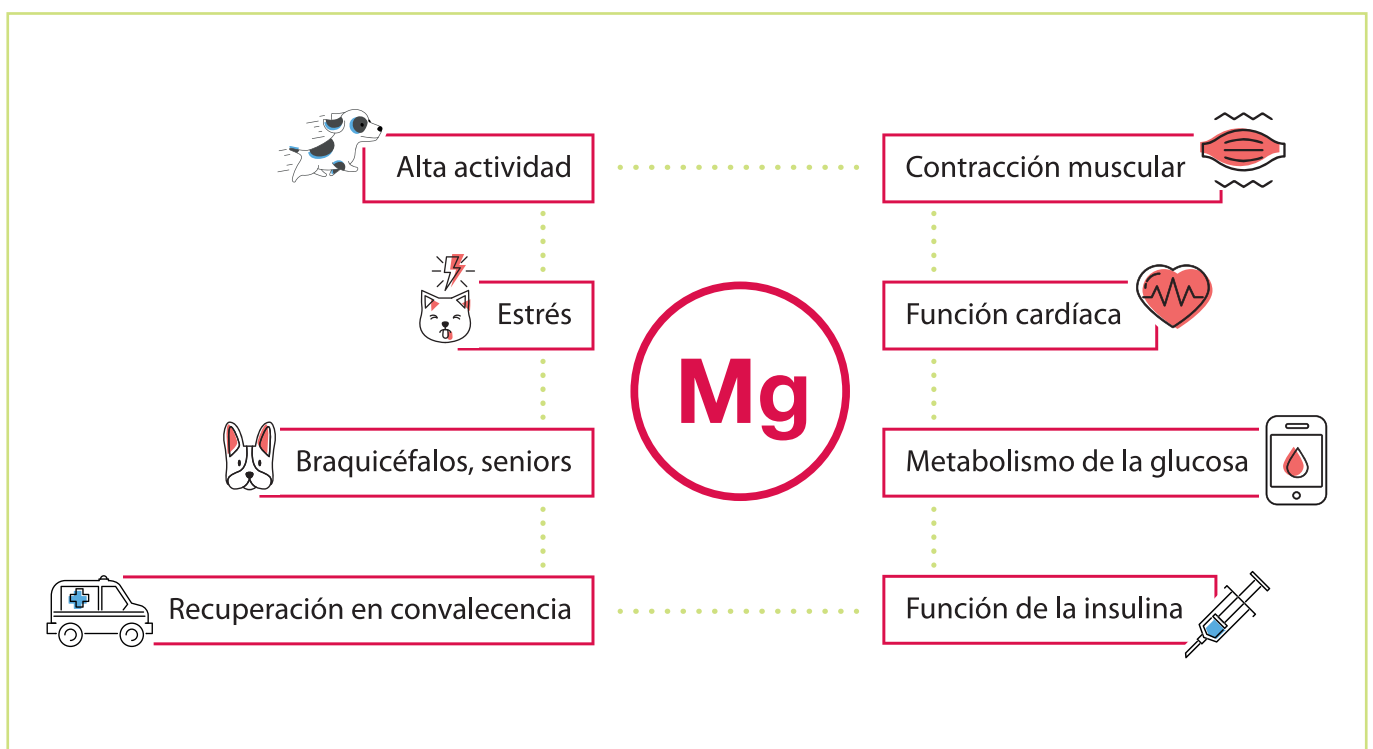 Alta actividad
Contracción muscular
Estrés
Función cardíaca
Mg
Braquicéfalos, seniors
Metabolismo de la glucosa
Recuperación en convalecencia
Función de la insulina